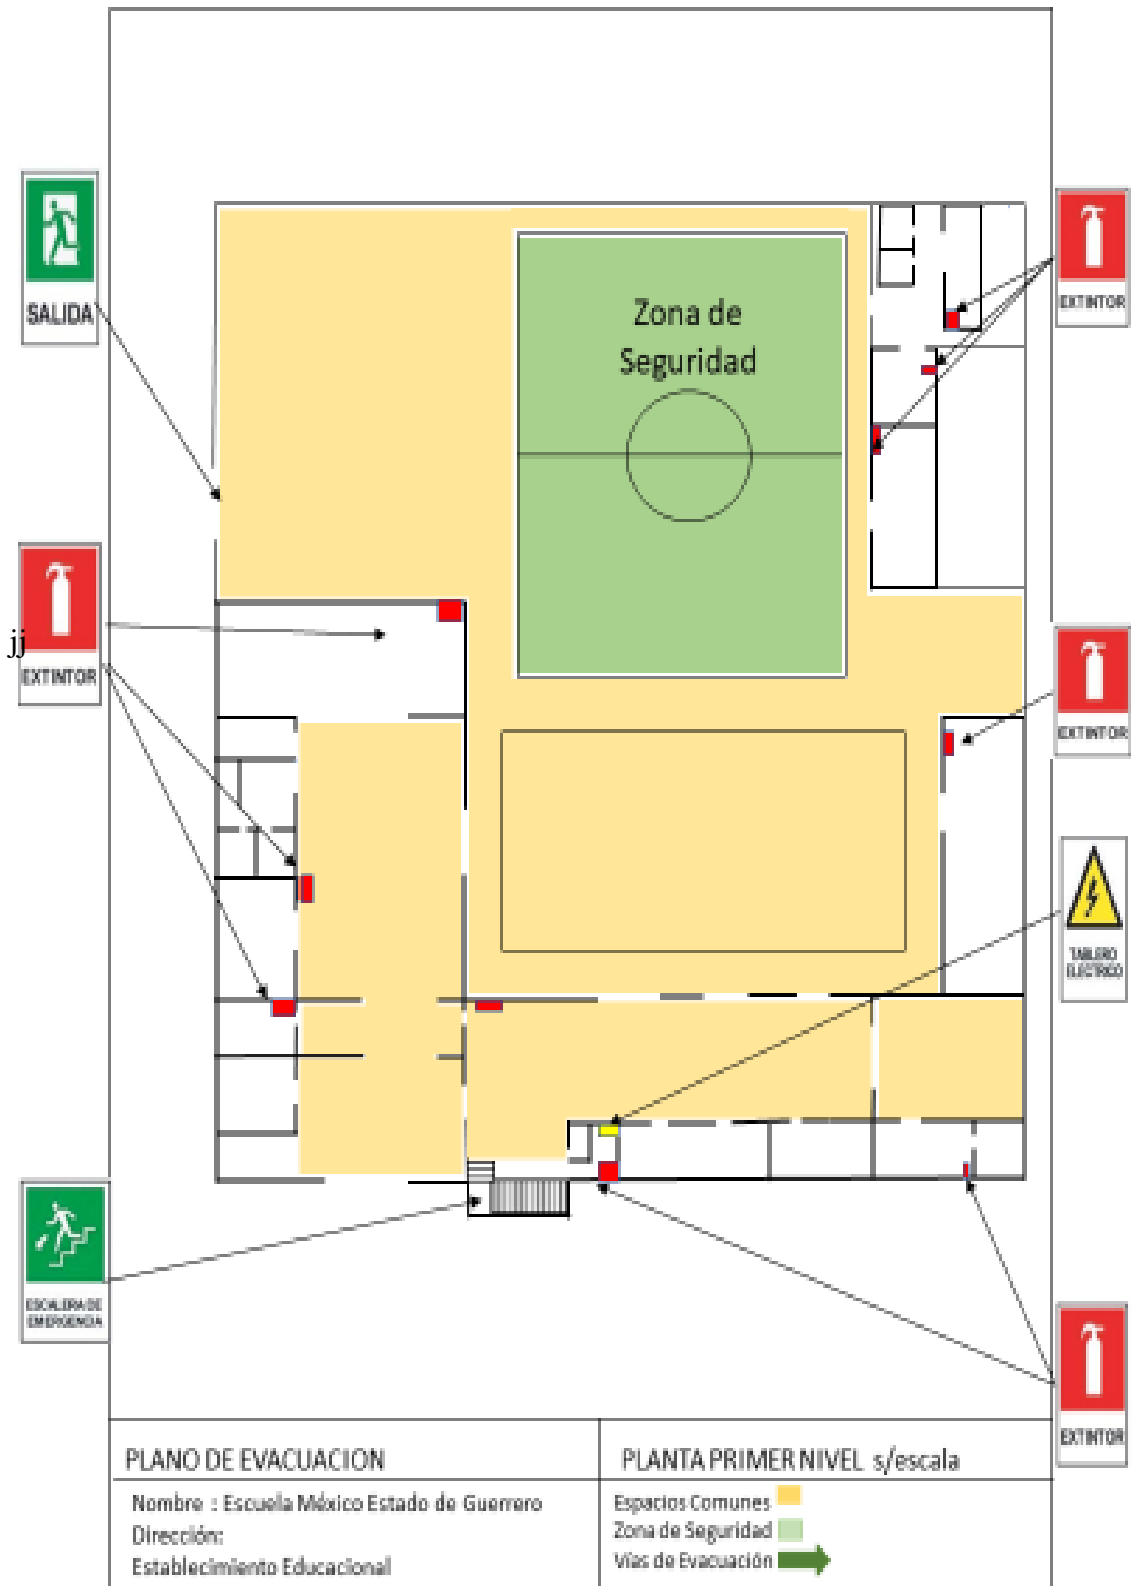 Zona de
Seguridad
SALIDA
EXTINTOR
jj
EXTINTOR
EXTINTOR
TABLERO
ELECTRICO
ESCALERA DE
EMERGENCIA
EXTINTOR
PLANO DE EVACUACION
Nombre : Escuela México Estado de Guerrero
Dirección:
Establecimiento Educacional
PLANTA PRIMER NIVEL s/escala
Espacios Comunes
Zona de Seguridad
Vías de Evacuación